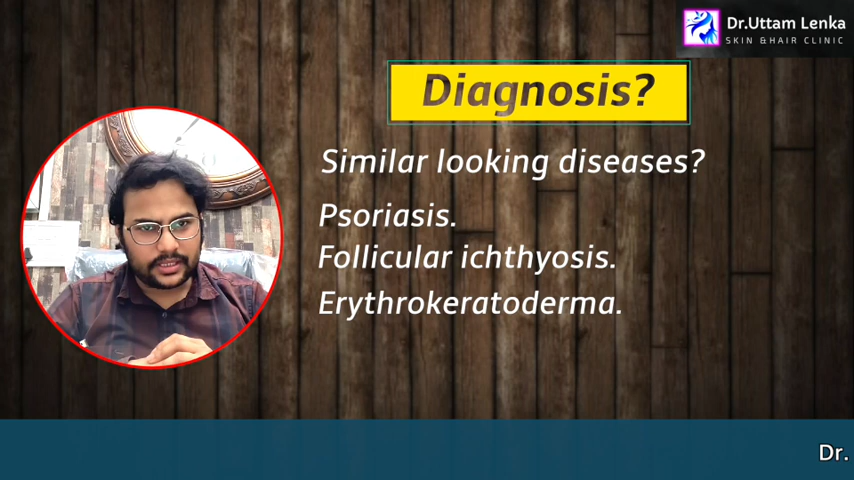 Dr.Uttam Lenka
SKIN &HAIR CLINIC
Diagnosis?
Similar looking diseases?
Psoriasis.
Follicular ichthyosis.
Erythrokeratoderma.
Dr.